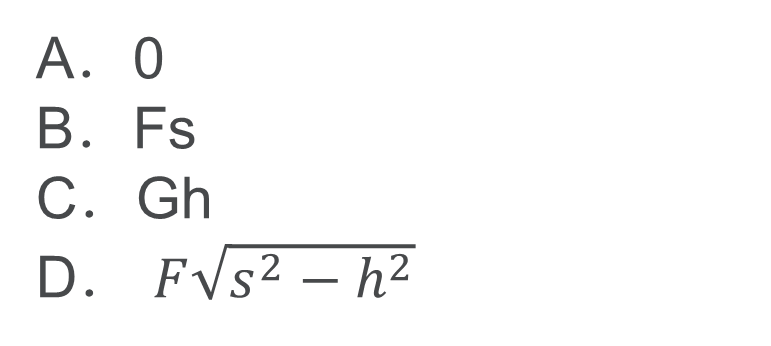 A. 0
B. Fs
C. Gh
D. F√(s² − h²)